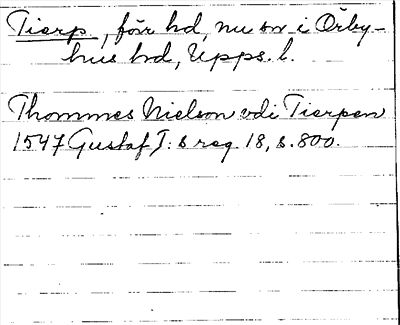 Tierp, förr hd, nu sn i Örby-
hus hd, Upps. l.
Thommes Nielson vdi Tierpen
1547 Gustaf I:s reg 18, s. 800.